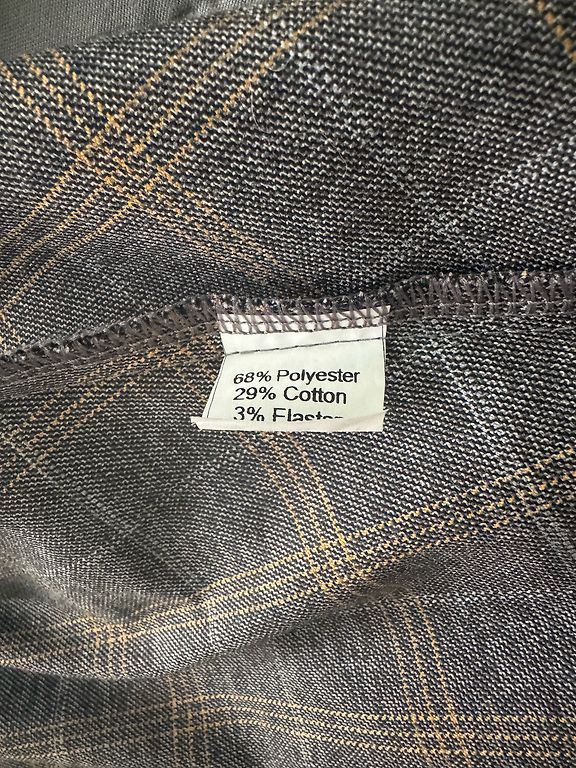 68% Polyester
29% Cotton
3% Elastan